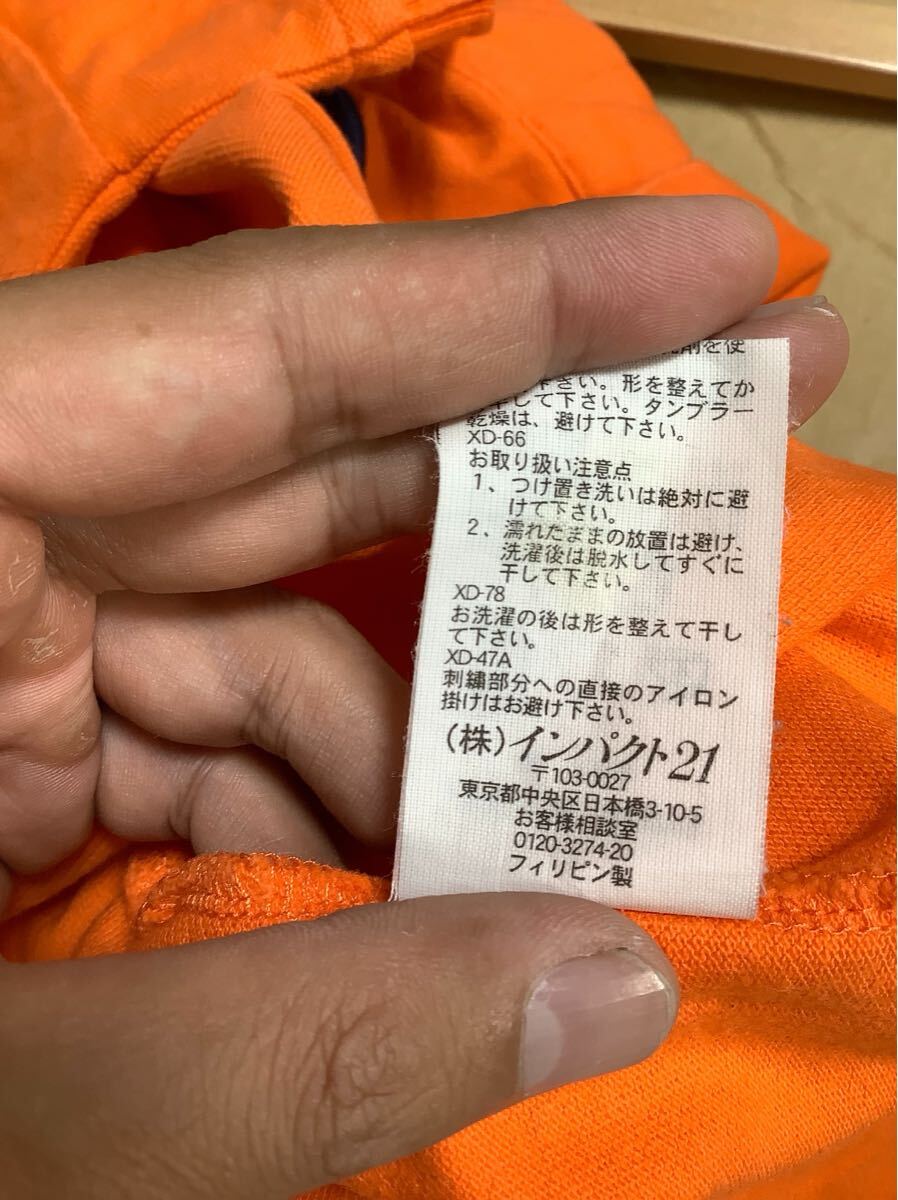 剤を使
下さい。形を整えてか
干して下さい。タンブラー
乾燥は、避けて下さい。
XD-66
お取り扱い注意点
1、つけ置き洗いは絶対に避
けて下さい。
2、濡れたままの放置は避け、
洗濯後は脱水してすぐに
干して下さい。
XD-78
お洗濯の後は形を整えて干し
て下さい。
XD-47A
刺繍部分への直接のアイロン
掛けはお避け下さい。
(株)インパクト21
〒103-0027
東京都中央区日本橋3-10-5
お客様相談室
0120-3274-20
フィリピン製